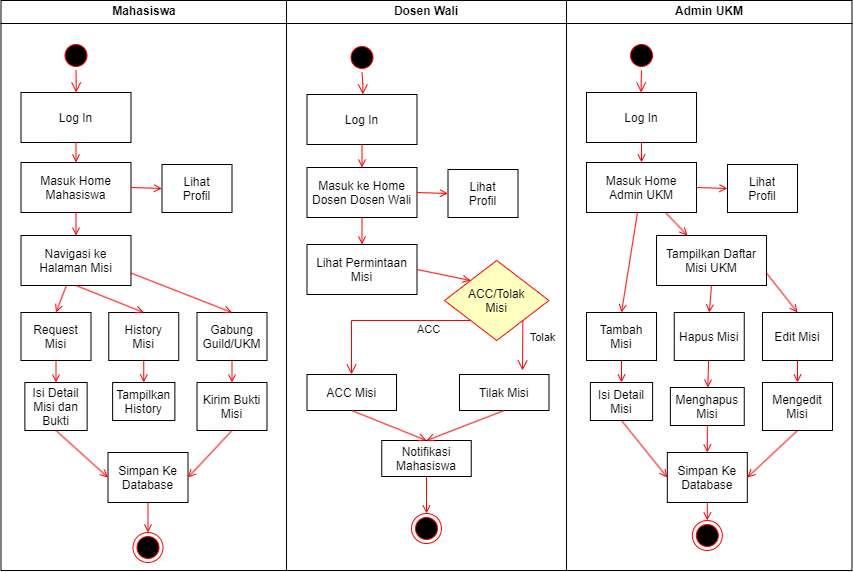 Mahasiswa
Log In
Masuk Home
Mahasiswa
Lihat
Profil
Navigasi ke
Halaman Misi
Request
Misi
History
Misi
Gabung
Guild/UKM
Isi Detail
Misi dan
Bukti
Tampilkan
History
Kirim Bukti
Misi
Simpan Ke
Database
Dosen Wali
Log In
Masuk ke Home
Dosen Dosen Wali
Lihat
Profil
Lihat Permintaan
Misi
ACC/Tolak
Misi
ACC
Tolak
ACC Misi
Tilak Misi
Notifikasi
Mahasiswa
Admin UKM
Log In
Masuk Home
Admin UKM
Lihat
Profil
Tampilkan Daftar
Misi UKM
Tambah
Misi
Hapus Misi
Edit Misi
Isi Detail
Misi
Menghapus
Misi
Mengedit
Misi
Simpan Ke
Database